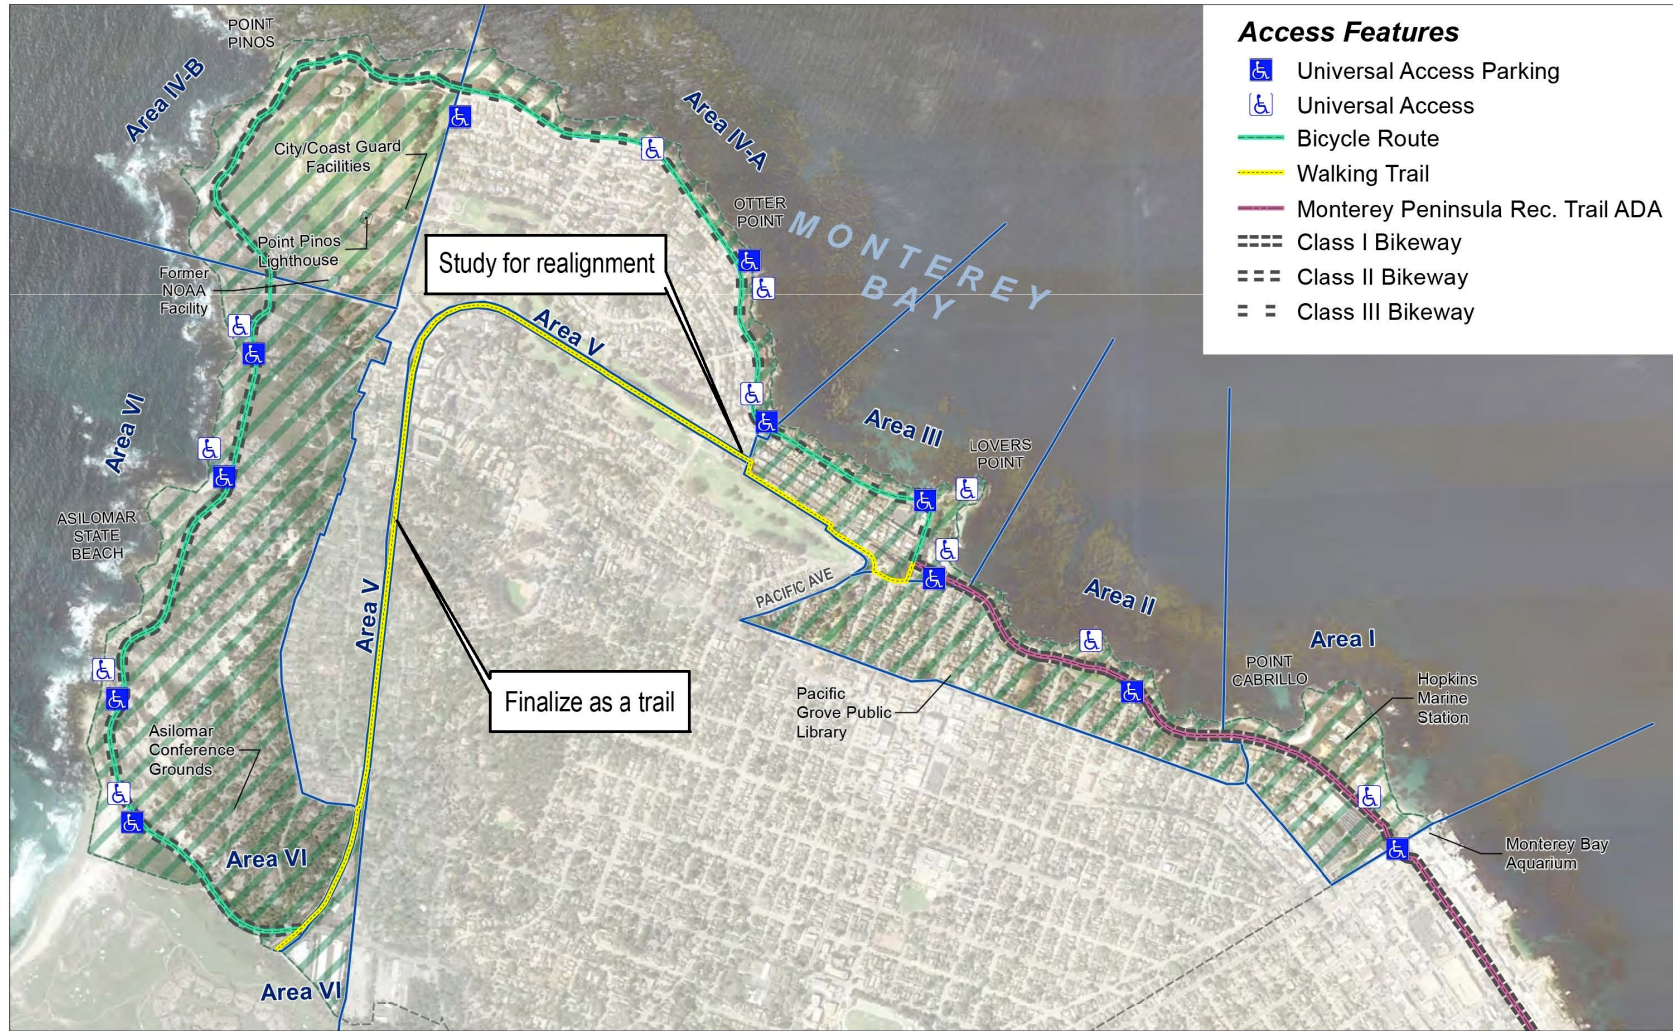 Access Features
Universal Access Parking
Universal Access
Bicycle Route
Walking Trail
Monterey Peninsula Rec. Trail ADA
Class I Bikeway
Class II Bikeway
Class III Bikeway
POINT
PINOS
Area IV-B
Area IV-A
City/Coast Guard
Facilities
OTTER
POINT
MONTEREY
BAY
Point Pinos
Lighthouse
Former
NOAA
Facility
Study for realignment
Area V
Area VI
Area III
LOVERS
POINT
ASILOMAR
STATE
BEACH
PACIFIC AVE
Area V
Area II
Area I
POINT
CABRILLO
Hopkins
Marine
Station
Finalize as a trail
Pacific
Grove Public
Library
Asilomar
Conference
Grounds
Monterey Bay
Aquarium
Area VI
Area VI